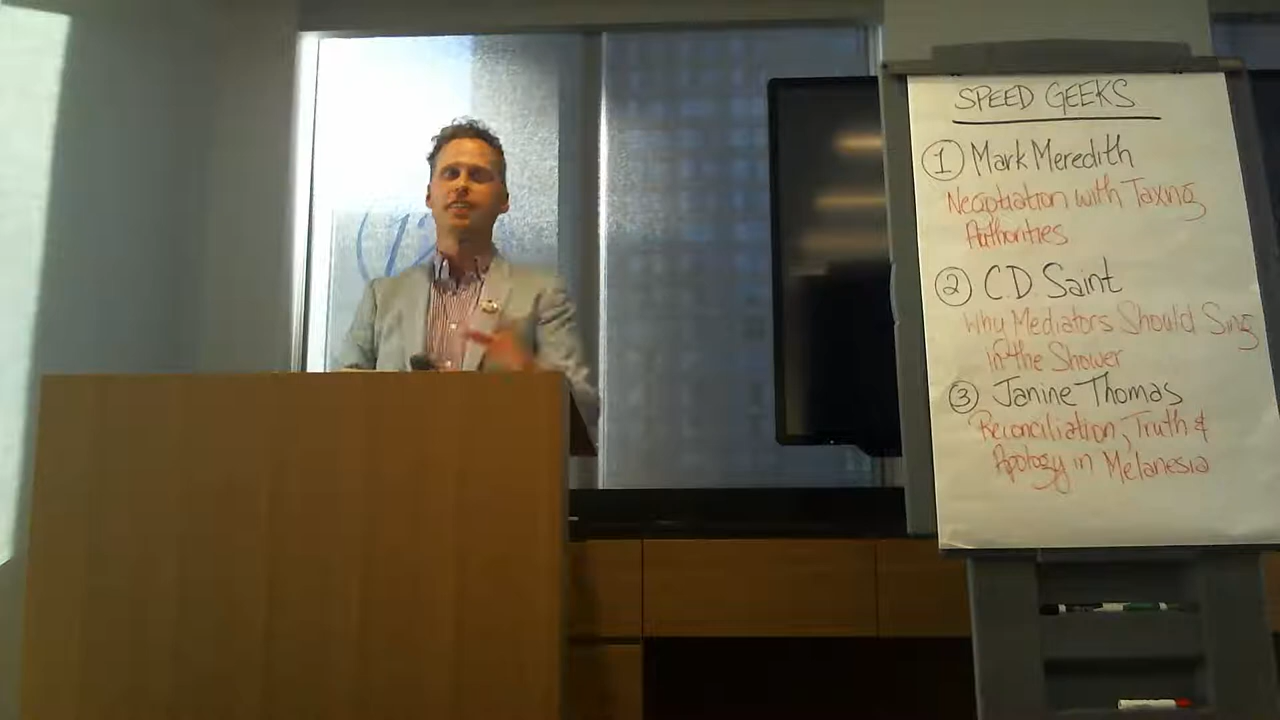 SPEED GEEKS
① Mark Meredith
Negotiation with Taxing
Authorities
② C.D. Saint
Why Mediators Should Sing
in the Shower
③ Janine Thomas
Reconciliation, Truth &
Apology in Melanesia